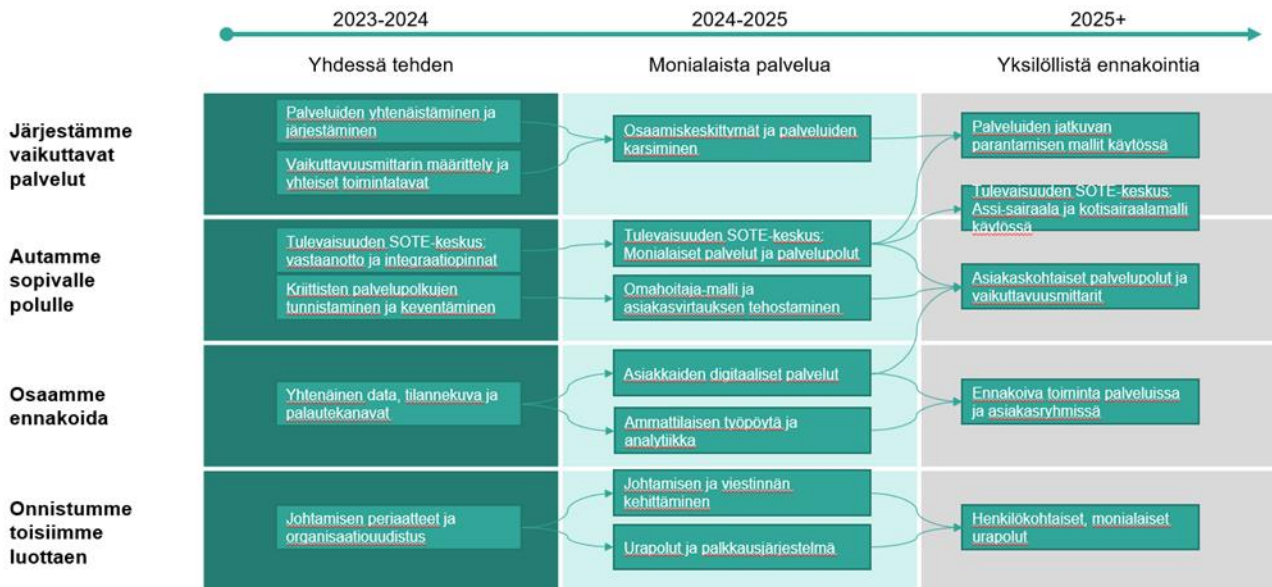 2023-2024
2024-2025
2025+
Yhdessä tehden
Monialaista palvelua
Yksilöllistä ennakointia
Järjestämme
vaikuttavat
palvelut
Palveluiden yhtenäistäminen ja
järjestäminen
Vaikuttavuusmittarin määrittely ja
yhteiset toimintatavat
Osaamiskeskittymät ja palveluiden
karsiminen
Palveluiden jatkuvan
parantamisen mallit käytössä
Tulevaisuuden SOTE-keskus:
Assi-sairaala ja kotisairaalamalli
käytössä
Autamme
sopivalle
polulle
Tulevaisuuden SOTE-keskus:
vastaanotto ja integraatiopinnat
Kriittisten palvelupolkujen
tunnistaminen ja keventäminen
Tulevaisuuden SOTE-keskus:
Monialaiset palvelut ja palvelupolut
Omahoitaja-malli ja
asiakasvirtauksen tehostaminen
Asiakaskohtaiset palvelupolut ja
vaikuttavuusmittarit
Osaamme
ennakoida
Yhtenäinen data, tilannekuva ja
palautekanavat
Asiakkaiden digitaaliset palvelut
Ammattilaisen työpöytä ja
analytiikka
Ennakoiva toiminta palveluissa
ja asiakasryhmissä
Onnistumme
toisiimme
luottaen
Johtamisen periaatteet ja
organisaatiouudistus
Johtamisen ja viestinnän
kehittäminen
Urapolut ja palkkausjärjestelmä
Henkilökohtaiset, monialaiset
urapolut